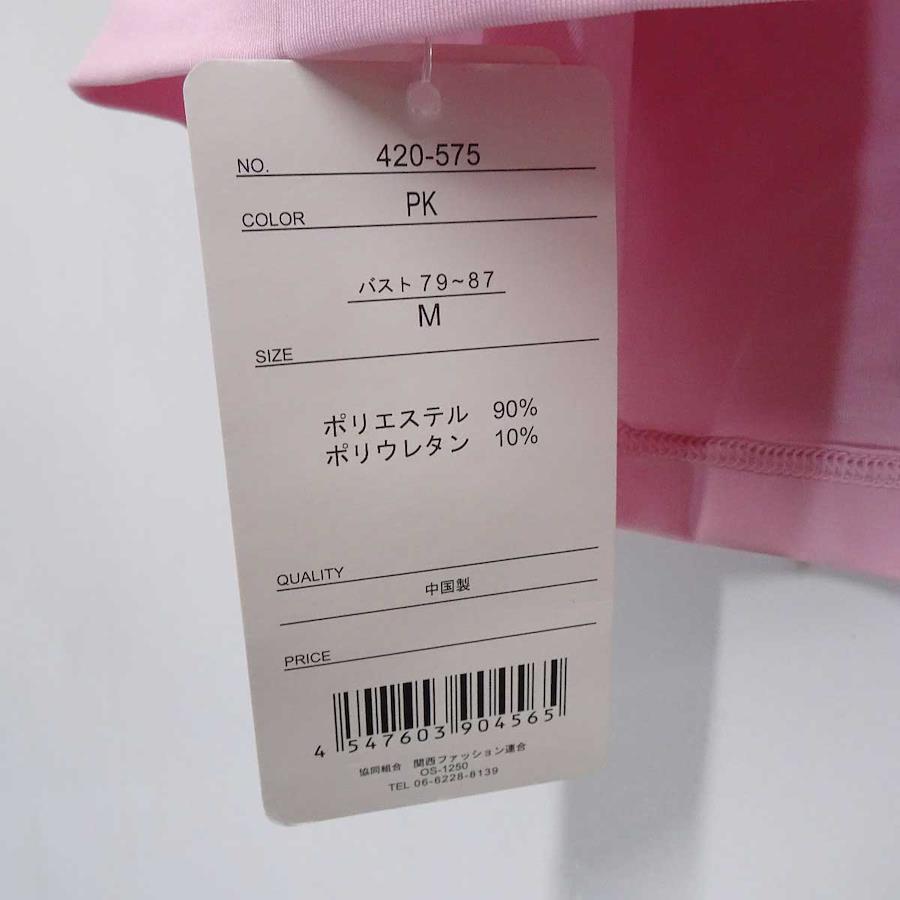 NO. 420-575
COLOR PK
バスト 79~87
M
SIZE
ポリエステル 90%
ポリウレタン 10%
QUALITY
中国製
PRICE
4 547603 904565
協同組合 関西ファッション連合
OS-1250
TEL 06-6228-8139